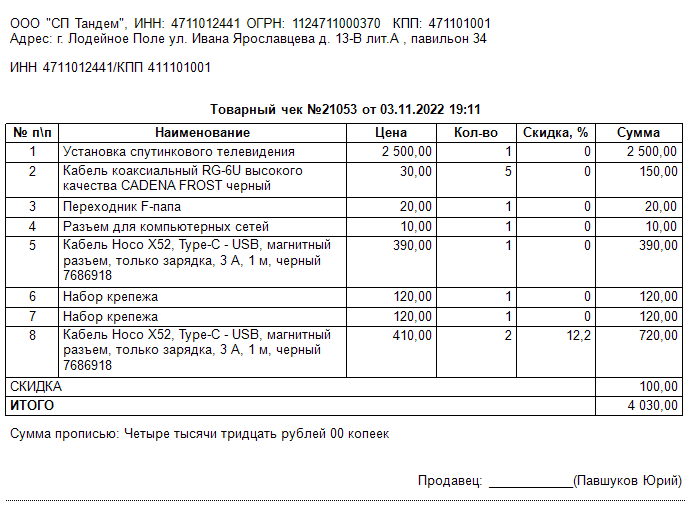 ООО "СП Тандем", ИНН: 4711012441 ОГРН: 1124711000370 КПП: 471101001
Адрес: г. Лодейное Поле ул. Ивана Ярославцева д. 13-В лит.А , павильон 34
ИНН 4711012441/КПП 411101001
Товарный чек №21053 от 03.11.2022 19:11
№ п\п Наименование Цена Кол-во Скидка, % Сумма
1 Установка спутинкового телевидения 2 500,00 1 0 2 500,00
2 Кабель коаксиальный RG-6U высокого 30,00 5 0 150,00
качества CADENA FROST черный
3 Переходник F-папа 20,00 1 0 20,00
4 Разъем для компьютерных сетей 10,00 1 0 10,00
5 Кабель Hoco X52, Type-C - USB, магнитный 390,00 1 0 390,00
разъем, только зарядка, 3 А, 1 м, черный
7686918
6 Набор крепежа 120,00 1 0 120,00
7 Набор крепежа 120,00 1 0 120,00
8 Кабель Hoco X52, Type-C - USB, магнитный 410,00 2 12,2 720,00
разъем, только зарядка, 3 А, 1 м, черный
7686918
СКИДКА 100,00
ИТОГО 4 030,00
Сумма прописью: Четыре тысячи тридцать рублей 00 копеек
Продавец: ____________(Павшуков Юрий)